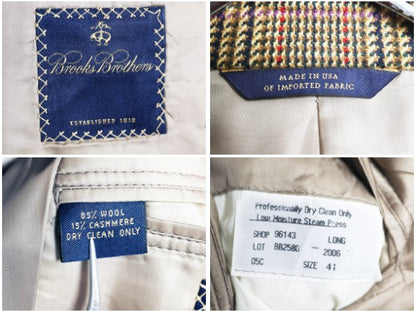 Brooks Brothers
ESTABLISHED 1818
MADE IN USA
OF IMPORTED FABRIC
85% WOOL
15% CASHMERE
DRY CLEAN ONLY
Professionally Dry Clean Only
Low Moisture Steam Press
SHOP 96143 LONG
LOT BB258D - 2006
05C SIZE 41